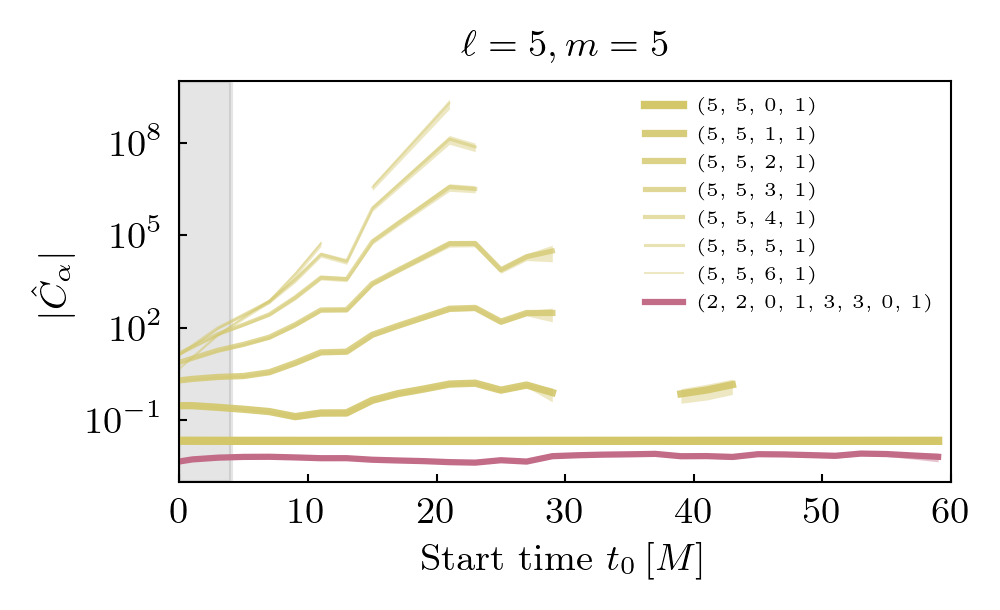 ℓ = 5, m = 5
|Ĉ_α|
10^8
10^5
10^2
10^−1
(5, 5, 0, 1)
(5, 5, 1, 1)
(5, 5, 2, 1)
(5, 5, 3, 1)
(5, 5, 4, 1)
(5, 5, 5, 1)
(5, 5, 6, 1)
(2, 2, 0, 1, 3, 3, 0, 1)
0 10 20 30 40 50 60
Start time t_0 [M]